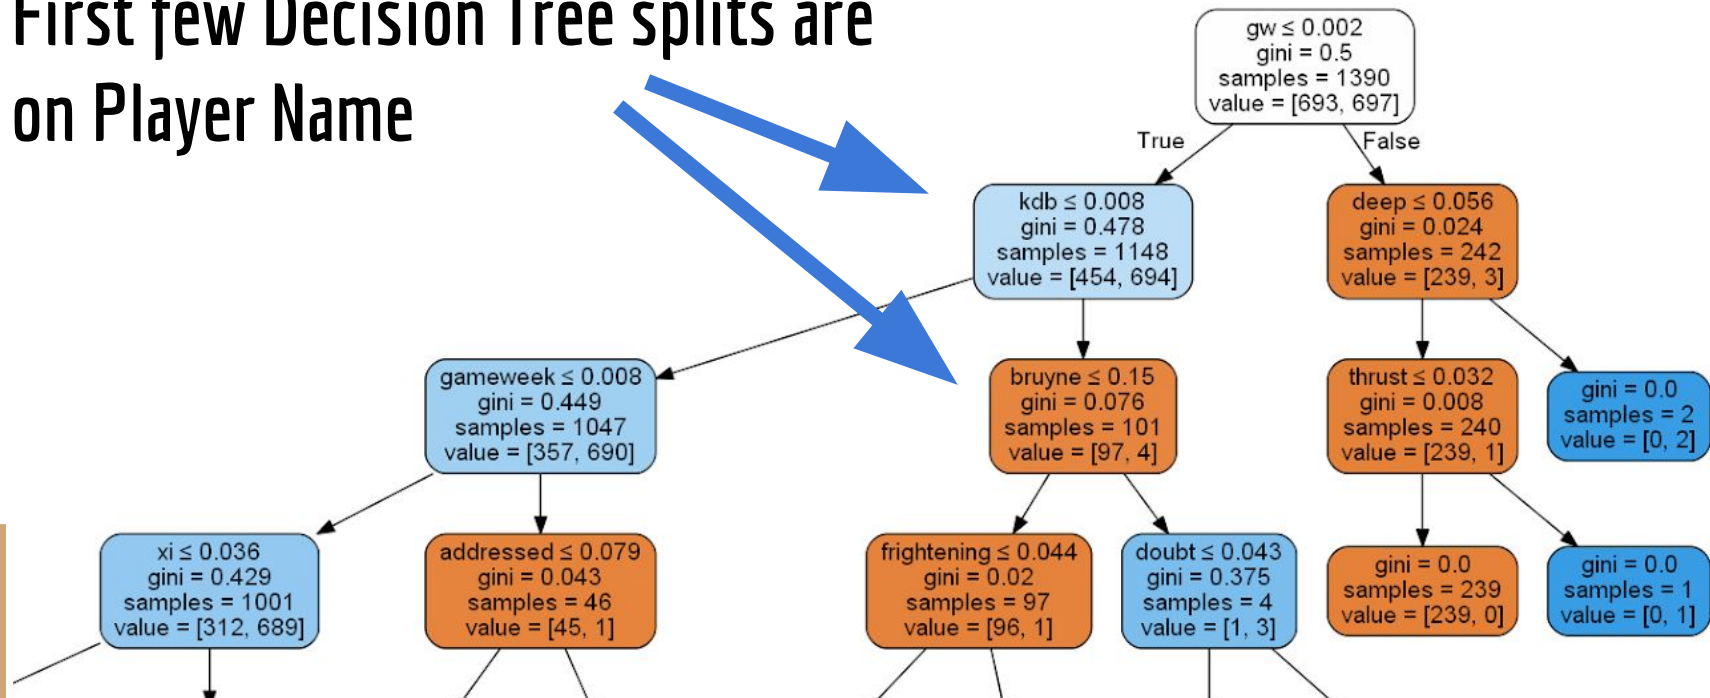 First few Decision Tree splits are
on Player Name
gw ≤ 0.002
gini = 0.5
samples = 1390
value = [693, 697]
True
False
kdb ≤ 0.008
gini = 0.478
samples = 1148
value = [454, 694]
deep ≤ 0.056
gini = 0.024
samples = 242
value = [239, 3]
gameweek ≤ 0.008
gini = 0.449
samples = 1047
value = [357, 690]
bruyne ≤ 0.15
gini = 0.076
samples = 101
value = [97, 4]
thrust ≤ 0.032
gini = 0.008
samples = 240
value = [239, 1]
gini = 0.0
samples = 2
value = [0, 2]
xi ≤ 0.036
gini = 0.429
samples = 1001
value = [312, 689]
addressed ≤ 0.079
gini = 0.043
samples = 46
value = [45, 1]
frightening ≤ 0.044
gini = 0.02
samples = 97
value = [96, 1]
doubt ≤ 0.043
gini = 0.375
samples = 4
value = [1, 3]
gini = 0.0
samples = 239
value = [239, 0]
gini = 0.0
samples = 1
value = [0, 1]